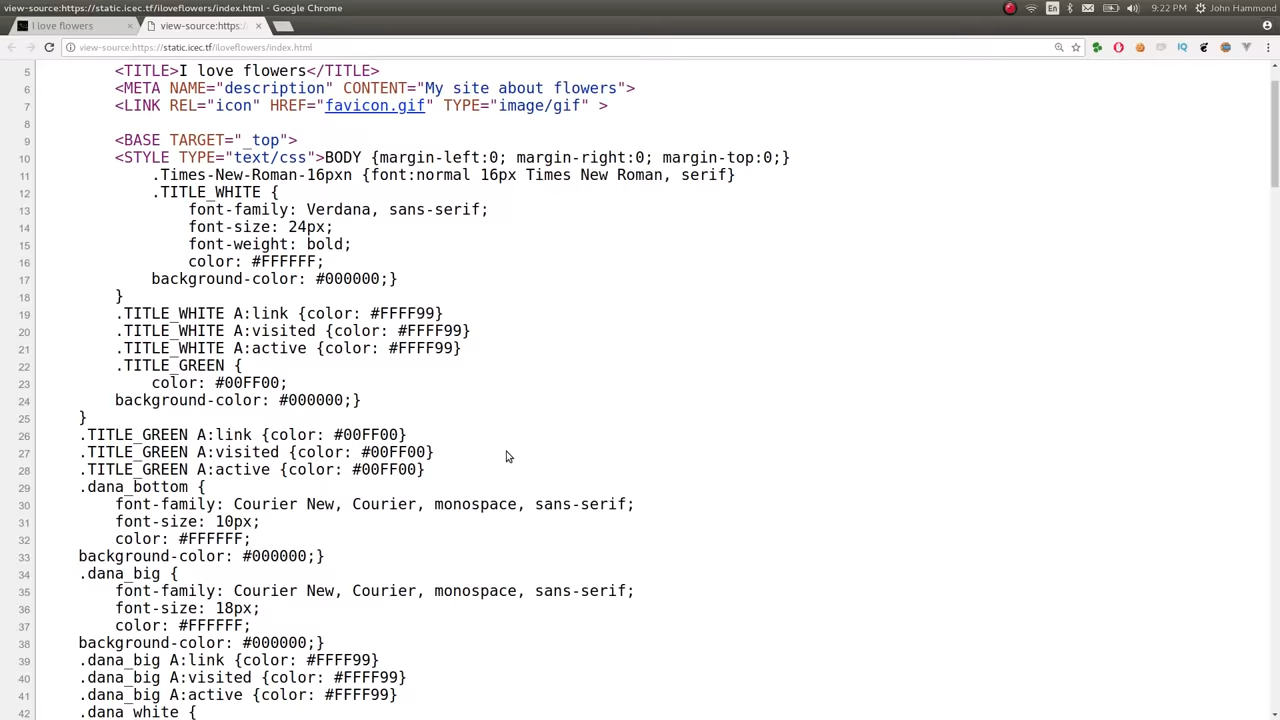 view-source:https://static.icec.tf/iloveflowers/index.html - Google Chrome
En
9:22 PM
John Hammond
I love flowers
view-source:https:/
view-source:https://static.icec.tf/iloveflowers/index.html
5 <TITLE>I love flowers</TITLE>
6 <META NAME="description" CONTENT="My site about flowers">
7 <LINK REL="icon" HREF="favicon.gif" TYPE="image/gif" >
8
9 <BASE TARGET="_top">
10 <STYLE TYPE="text/css">BODY {margin-left:0; margin-right:0; margin-top:0;}
11 .Times-New-Roman-16pxn {font:normal 16px Times New Roman, serif}
12 .TITLE_WHITE {
13 font-family: Verdana, sans-serif;
14 font-size: 24px;
15 font-weight: bold;
16 color: #FFFFFF;
17 background-color: #000000;}
18 }
19 .TITLE_WHITE A:link {color: #FFFF99}
20 .TITLE_WHITE A:visited {color: #FFFF99}
21 .TITLE_WHITE A:active {color: #FFFF99}
22 .TITLE_GREEN {
23 color: #00FF00;
24 background-color: #000000;}
25 }
26 .TITLE_GREEN A:link {color: #00FF00}
27 .TITLE_GREEN A:visited {color: #00FF00}
28 .TITLE_GREEN A:active {color: #00FF00}
29 .dana_bottom {
30 font-family: Courier New, Courier, monospace, sans-serif;
31 font-size: 10px;
32 color: #FFFFFF;
33 background-color: #000000;}
34 .dana_big {
35 font-family: Courier New, Courier, monospace, sans-serif;
36 font-size: 18px;
37 color: #FFFFFF;
38 background-color: #000000;}
39 .dana_big A:link {color: #FFFF99}
40 .dana_big A:visited {color: #FFFF99}
41 .dana_big A:active {color: #FFFF99}
42 .dana_white {